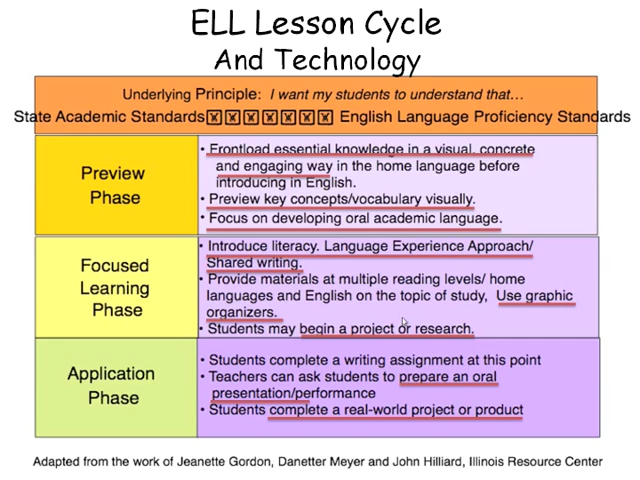 ELL Lesson Cycle
And Technology
Underlying Principle: I want my students to understand that...
State Academic Standards English Language Proficiency Standards
Preview
Phase
• Frontload essential knowledge in a visual, concrete
and engaging way in the home language before
introducing in English.
• Preview key concepts/vocabulary visually.
• Focus on developing oral academic language.
Focused
Learning
Phase
• Introduce literacy. Language Experience Approach/
Shared writing.
• Provide materials at multiple reading levels/ home
languages and English on the topic of study, Use graphic
organizers.
• Students may begin a project or research.
Application
Phase
• Students complete a writing assignment at this point
• Teachers can ask students to prepare an oral
presentation/performance
• Students complete a real-world project or product
Adapted from the work of Jeanette Gordon, Danetter Meyer and John Hilliard, Illinois Resource Center